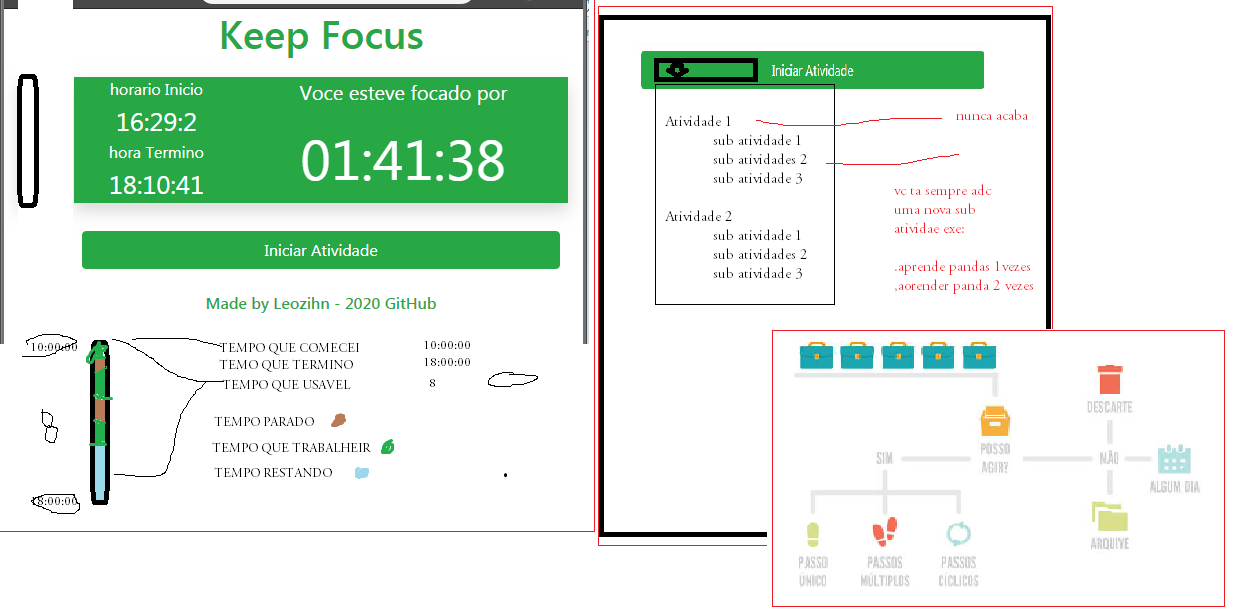 Keep Focus
horario Inicio
16:29:2
hora Termino
18:10:41
Voce esteve focado por
01:41:38
Iniciar Atividade
Made by Leozihn - 2020 GitHub
10:00:00
8
18:00:00
TEMPO QUE COMECEI 10:00:00
TEMO QUE TERMINO 18:00:00
TEMPO QUE USAVEL 8
TEMPO PARADO
TEMPO QUE TRABALHEIR
TEMPO RESTANDO
Iniciar Atividade
Atividade 1
sub atividade 1
sub atividades 2
sub atividade 3
Atividade 2
sub atividade 1
sub atividades 2
sub atividade 3
nunca acaba
vc ta sempre adc
uma nova sub
atividae exe:
.aprende pandas 1vezes
,aorender panda 2 vezes
POSSO
AGIR?
SIM
PASSO
ÚNICO
PASSOS
MÚLTIPLOS
PASSOS
CÍCLICOS
NÃO
DESCARTE
ALGUM DIA
ARQUIVE